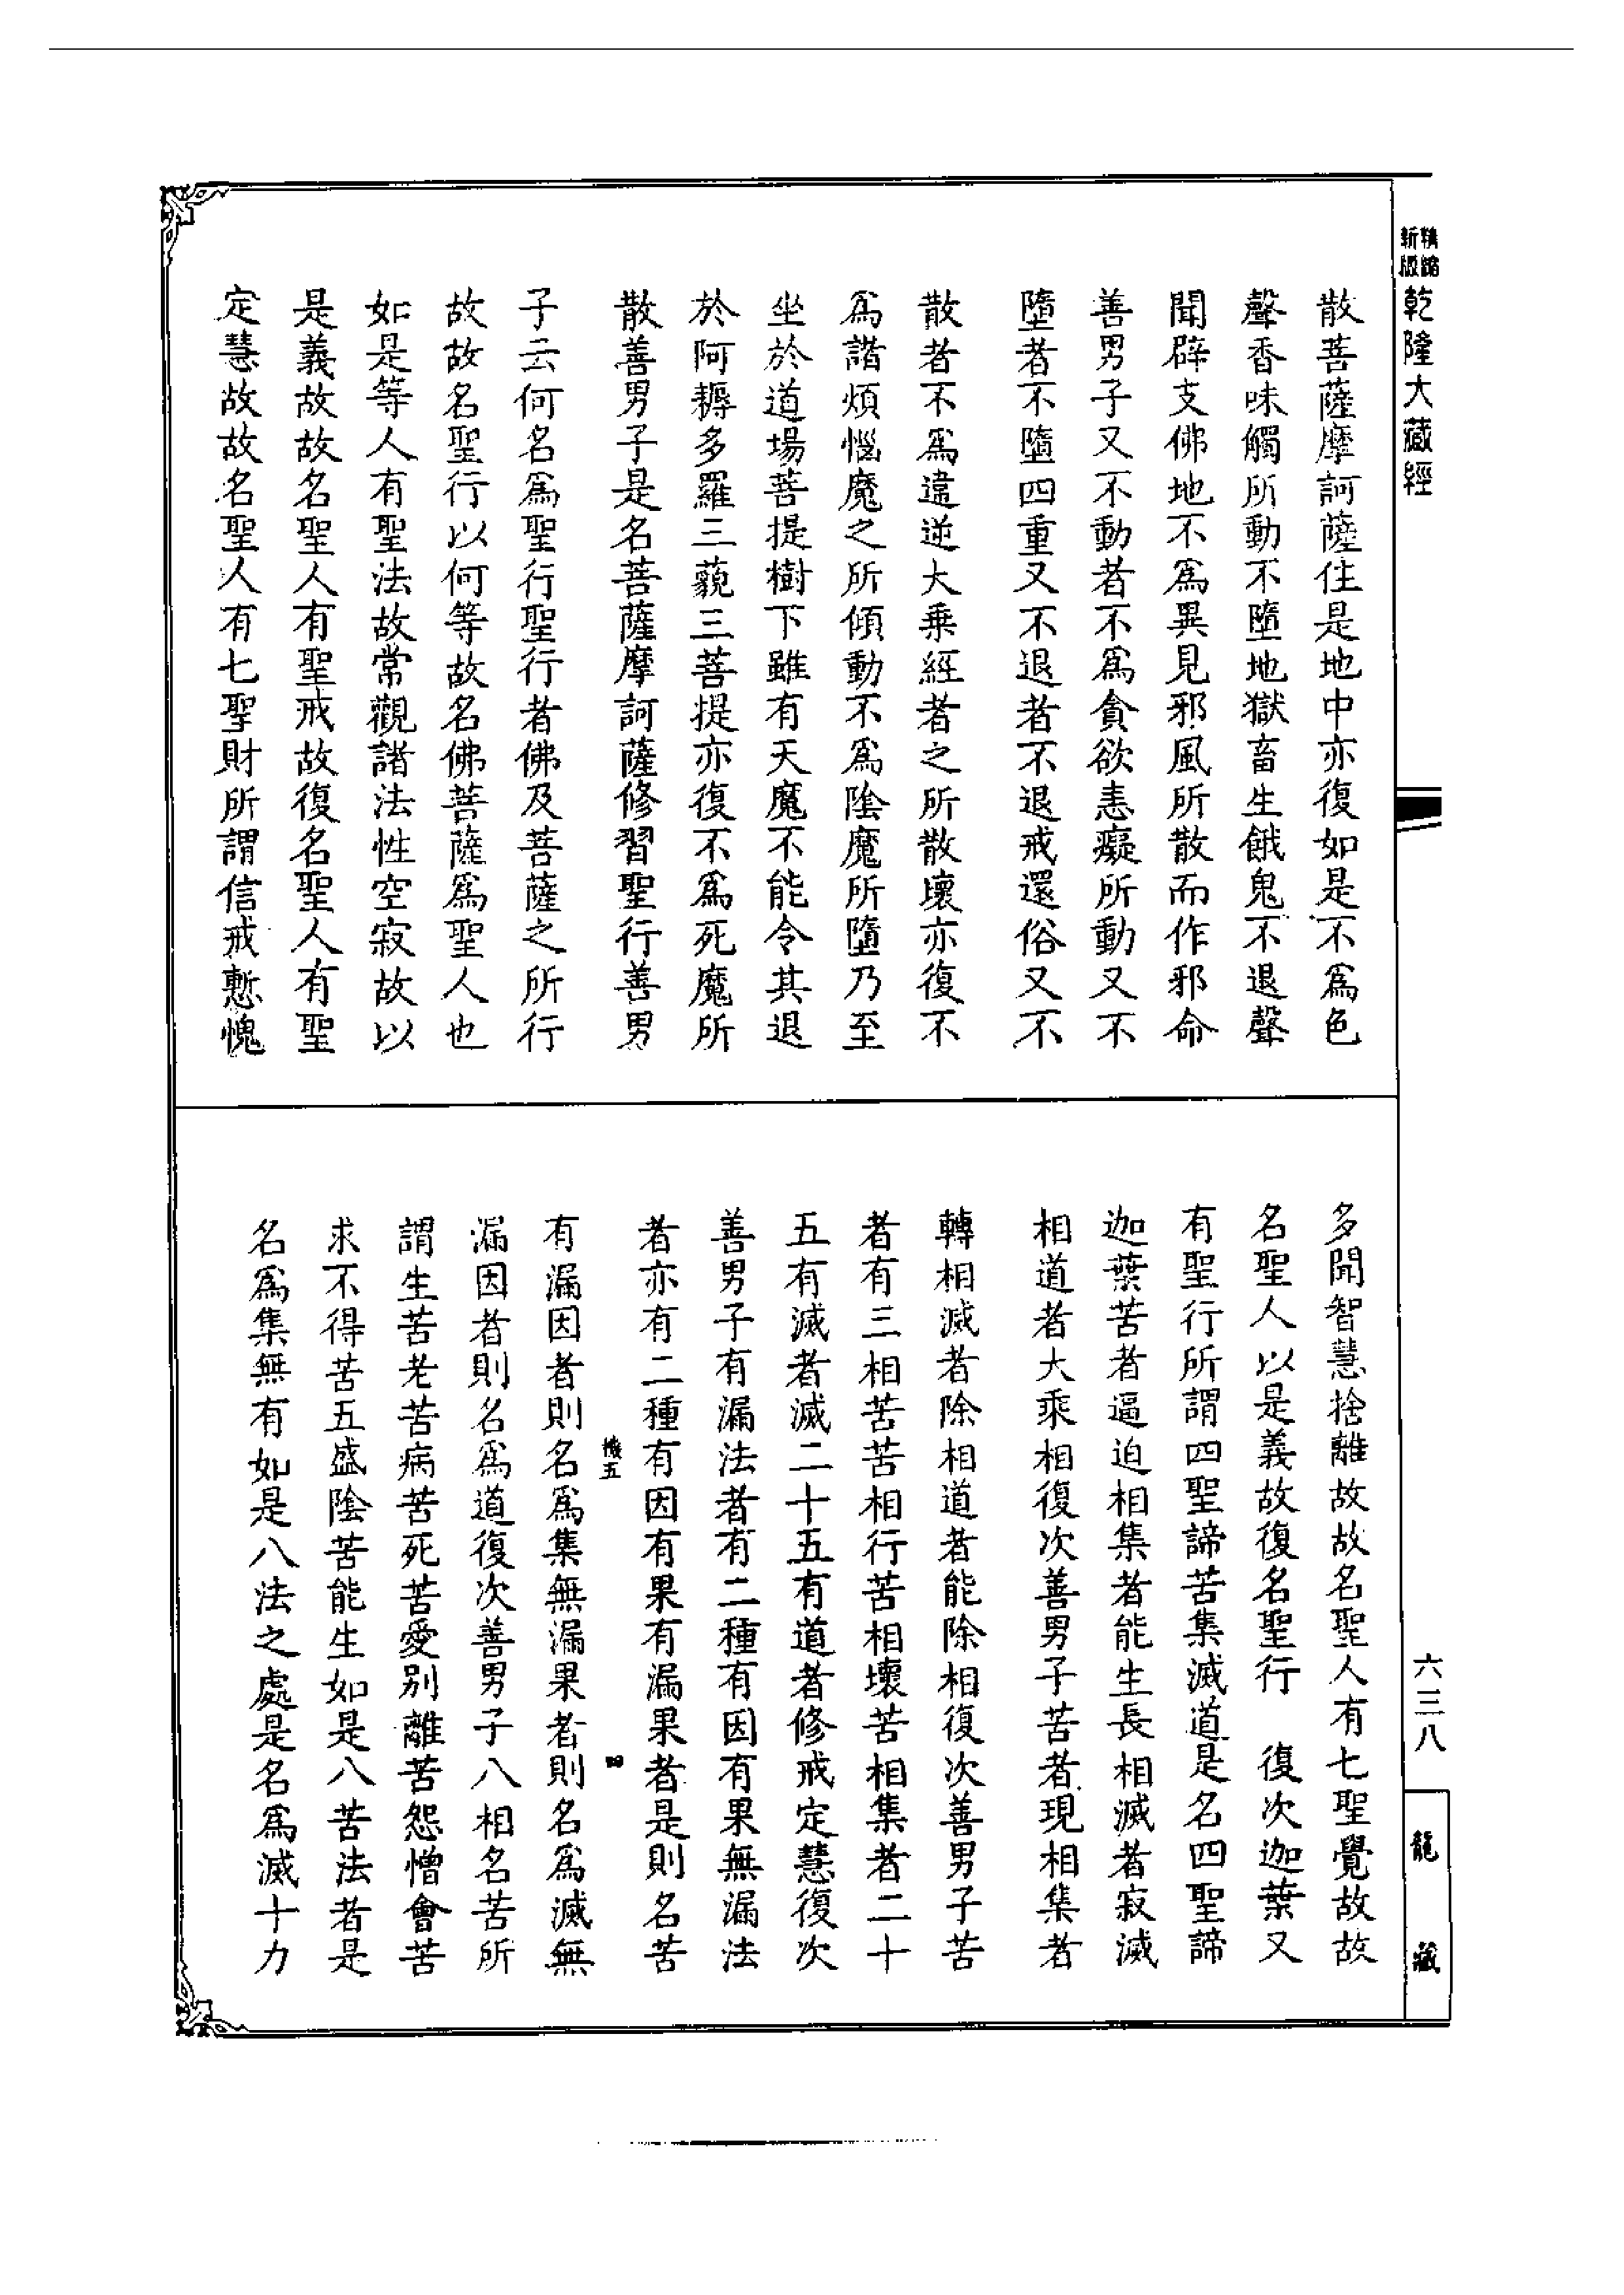 新版精縮乾隆大藏經
散菩薩摩訶薩住是地中亦復如是不爲色
聲香味觸所動不墮地獄畜生餓鬼不退聲
聞辟支佛地不爲異見邪風所散而作邪命
善男子又不動者不爲貪欲恚癡所動又不
墮者不墮四重又不退者不退戒還俗又不
散者不爲違逆大乗經者之所散壞亦復不
爲諸煩惱魔之所傾動不爲陰魔所墮乃至
坐於道場菩提樹下雖有天魔不能令其退
於阿耨多羅三藐三菩提亦復不爲死魔所
散善男子是名菩薩摩訶薩修習聖行善男
子云何名爲聖行聖行者佛及菩薩之所行
故故名聖行以何等故名佛菩薩爲聖人也
如是等人有聖法故常觀諸法性空寂故以
是義故故名聖人有聖戒故復名聖人有聖
定慧故故名聖人有七聖財所謂信戒慙愧
多聞智慧捨離故故名聖人有七聖覺故故
名聖人以是義故復名聖行　復次迦葉又
有聖行所謂四聖諦苦集滅道是名四聖諦
迦葉苦者逼迫相集者能生長相滅者寂滅
相道者大乗相復次善男子苦者現相集者
轉相滅者除相道者能除相復次善男子苦
者有三相苦苦相行苦相壞苦相集者二十
五有滅者滅二十五有道者修戒定慧復次
善男子有漏法者有二種有因有果無漏法
者亦有二種有因有果有漏果者是則名苦
有漏因者則名爲集無漏果者則名爲滅無
漏因者則名爲道復次善男子八相名苦所
謂生苦老苦病苦死苦愛別離苦怨憎會苦
求不得苦五盛陰苦能生如是八苦法者是
名爲集無有如是八法之處是名爲滅十力
六三八
龍藏